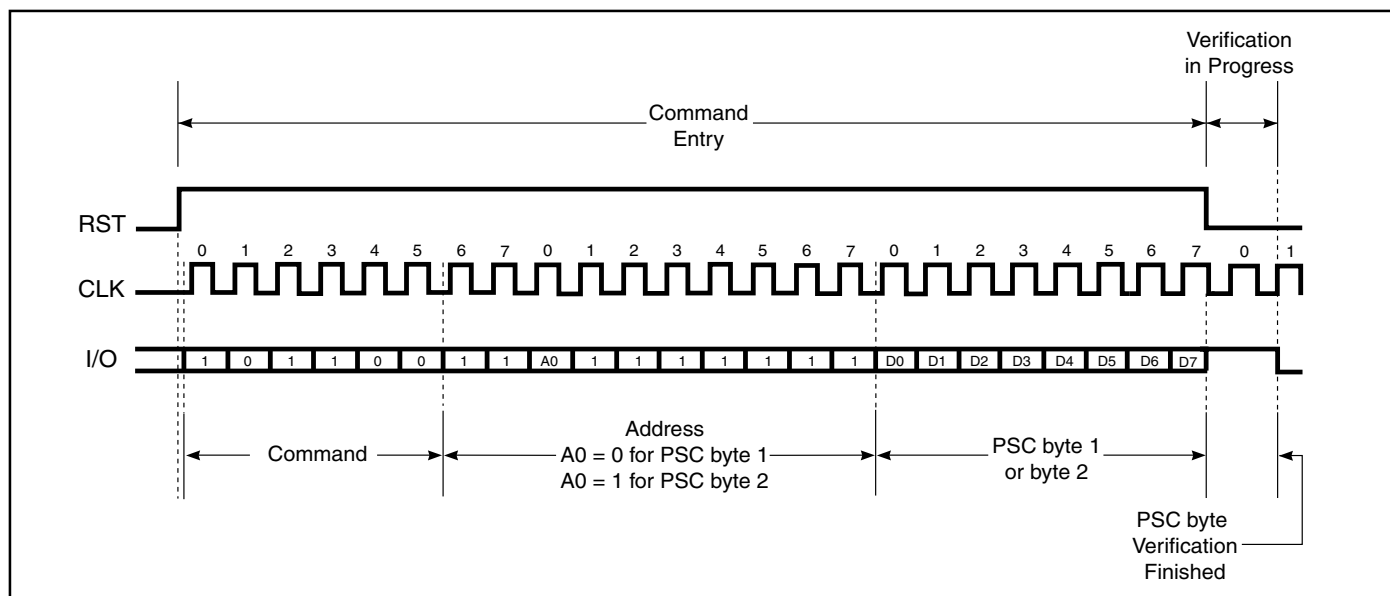 Verification
in Progress
Command
Entry
RST
0 1 2 3 4 5 6 7 0 1 2 3 4 5 6 7 0 1 2 3 4 5 6 7 0 1
CLK
I/O
1 0 1 1 0 0 1 1 A0 1 1 1 1 1 1 1 D0 D1 D2 D3 D4 D5 D6 D7
Command
Address
A0 = 0 for PSC byte 1
A0 = 1 for PSC byte 2
PSC byte 1
or byte 2
PSC byte
Verification
Finished